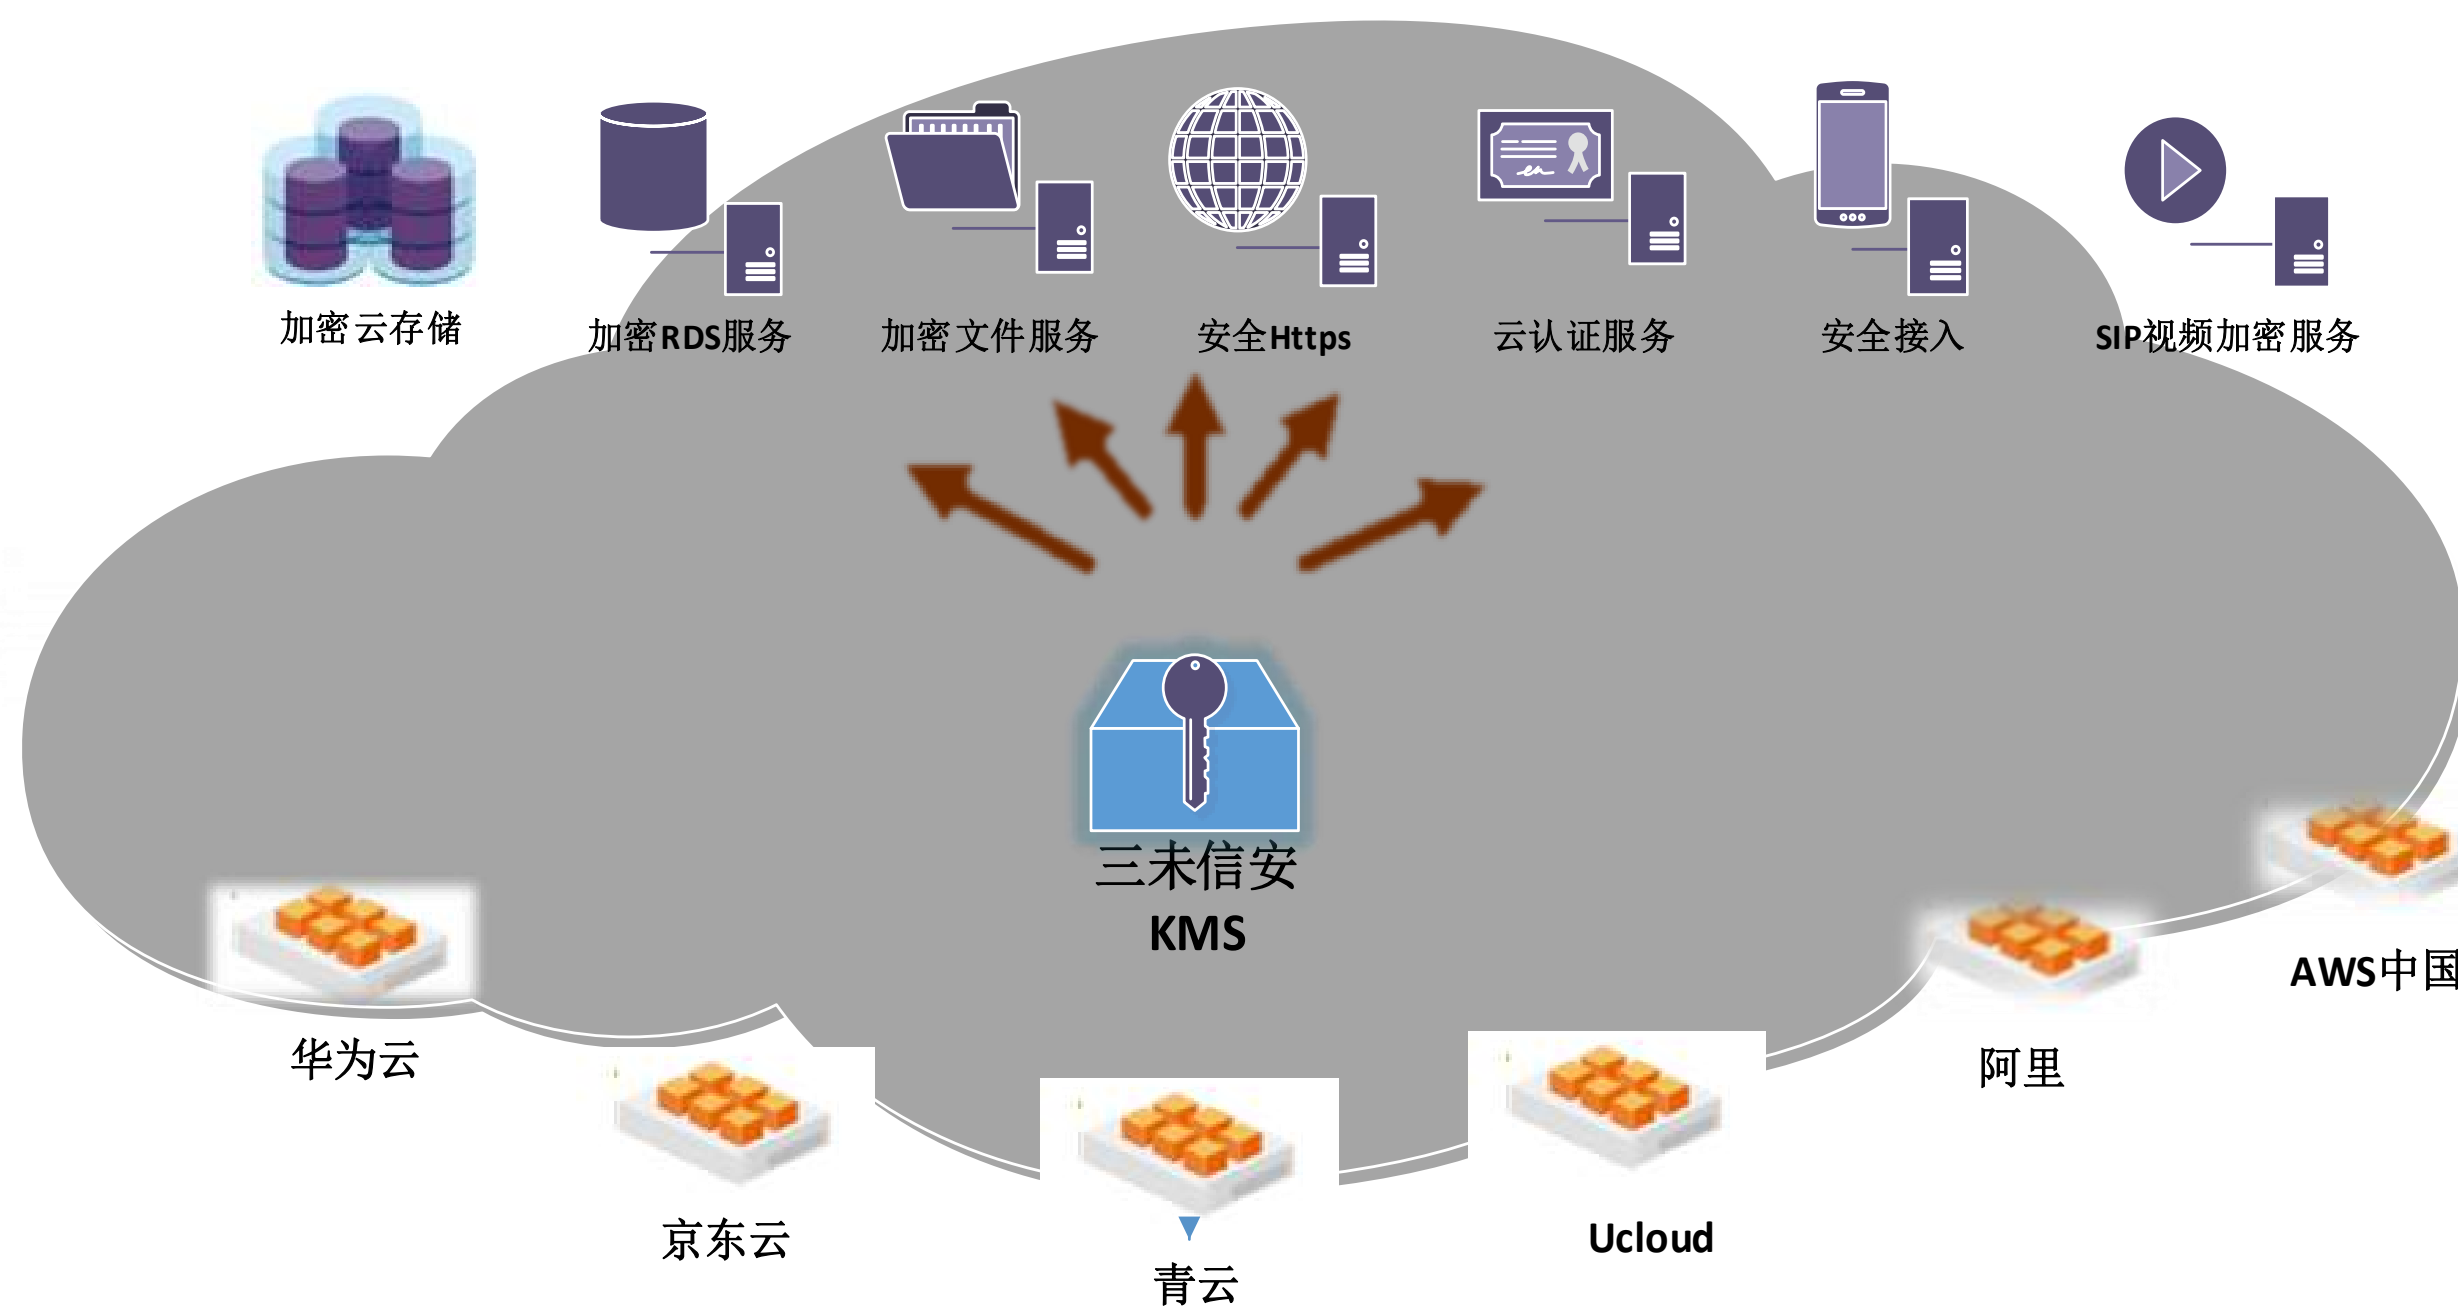 加密云存储
加密RDS服务
加密文件服务
安全Https
云认证服务
安全接入
SIP视频加密服务
三未信安
KMS
AWS中国
华为云
阿里
京东云
Ucloud
青云